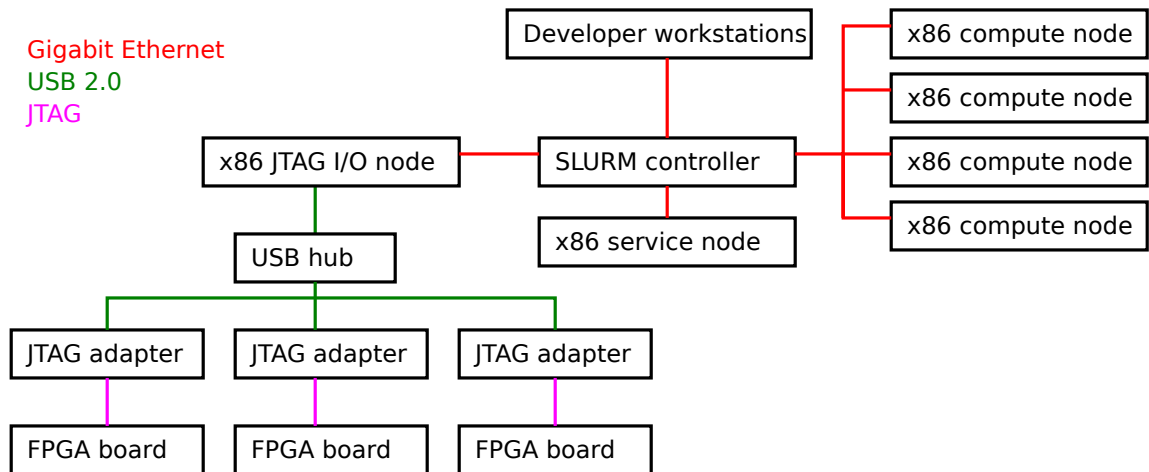 Gigabit Ethernet
USB 2.0
JTAG
Developer workstations
x86 compute node
x86 compute node
x86 JTAG I/O node
SLURM controller
x86 compute node
x86 service node
x86 compute node
USB hub
JTAG adapter
JTAG adapter
JTAG adapter
FPGA board
FPGA board
FPGA board